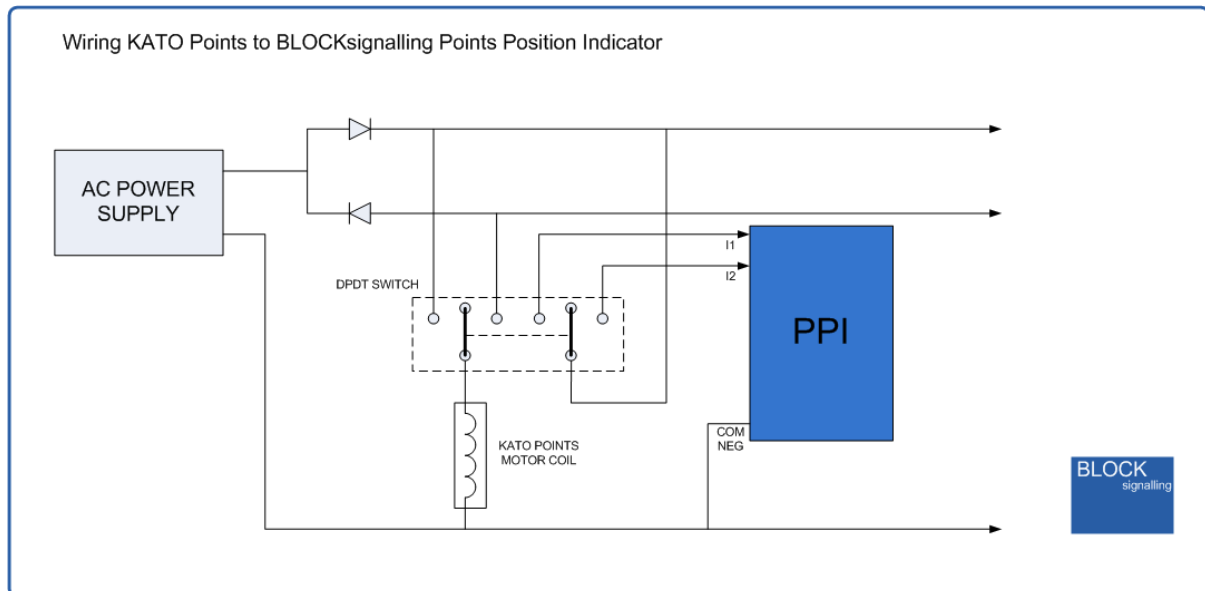 Wiring KATO Points to BLOCKsignalling Points Position Indicator
AC POWER
SUPPLY
I1
I2
DPDT SWITCH
PPI
KATO POINTS
MOTOR COIL
COM
NEG
BLOCK
signalling